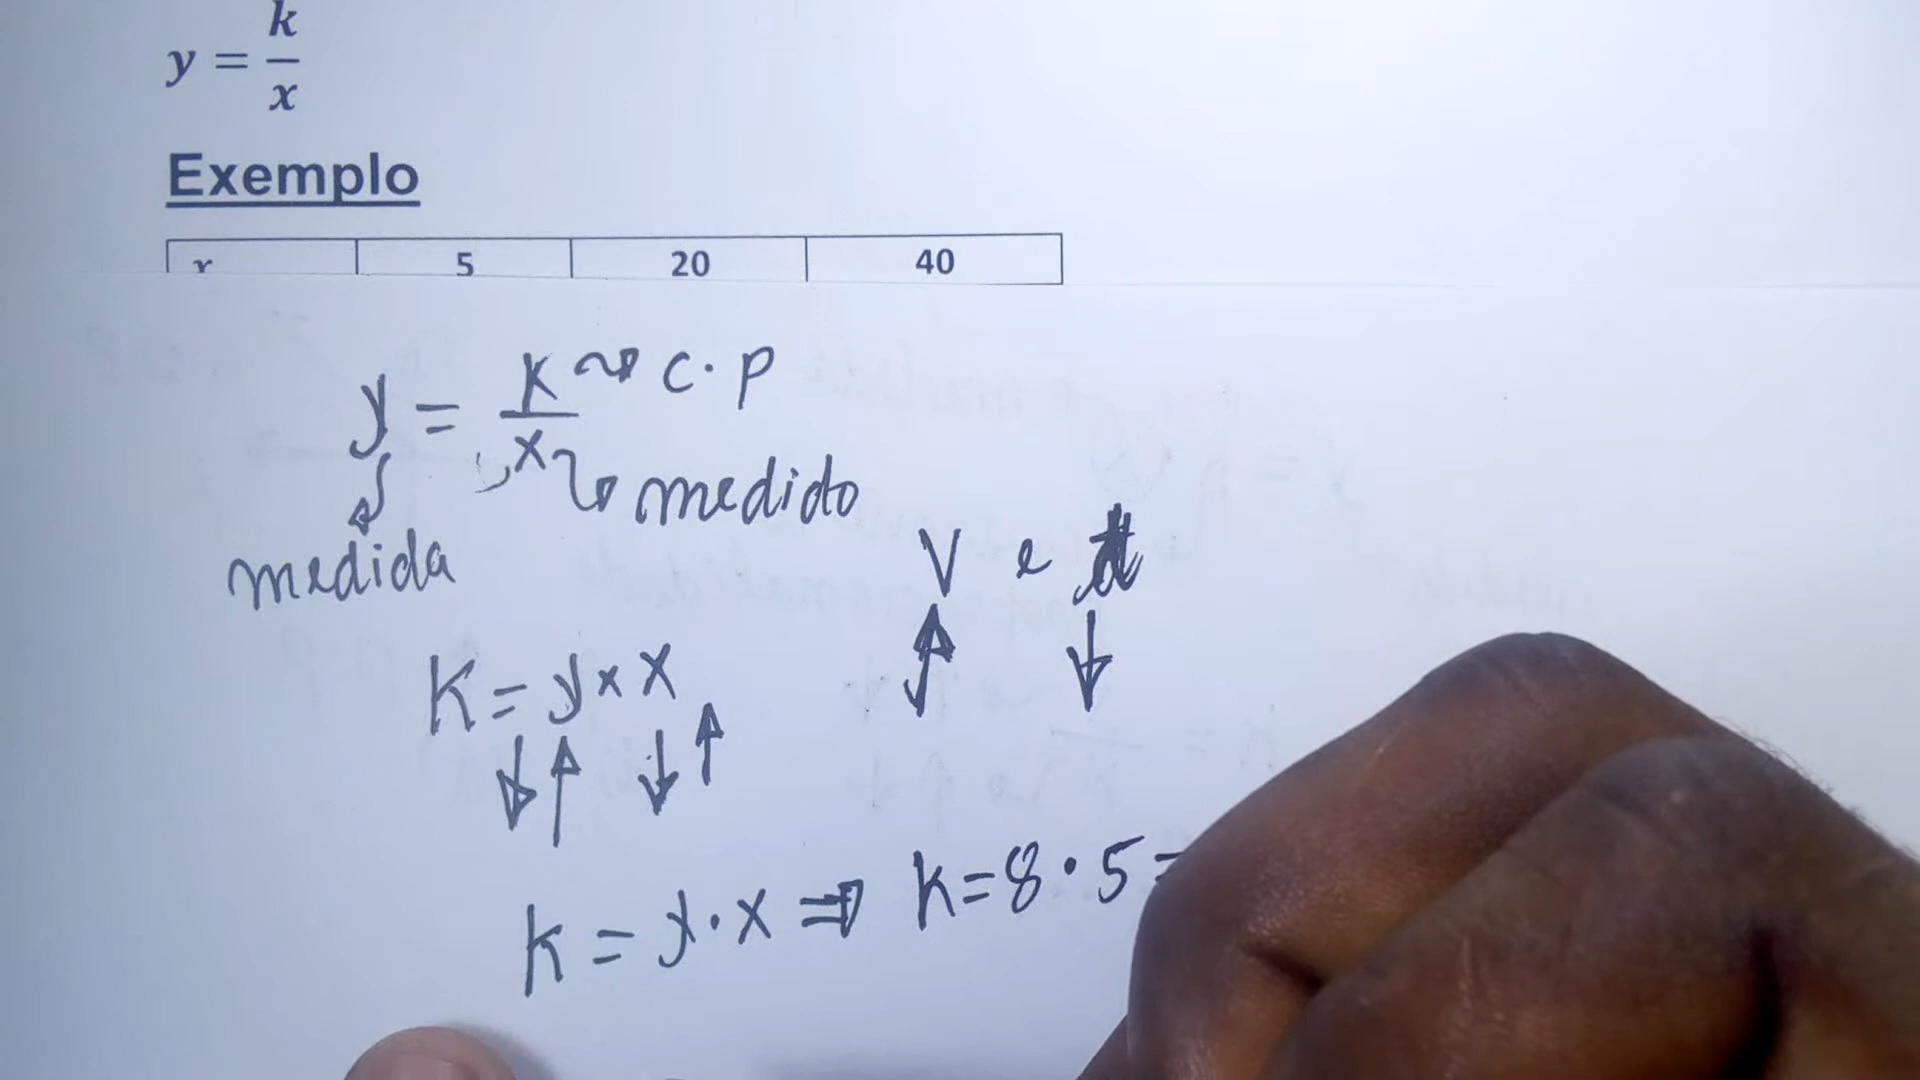 y = k/x
Exemplo
x 5 20 40
y = K/x → c.p
medido
medida
V e t
K = y × x
k = y · x ⇒ k = 8 · 5 =